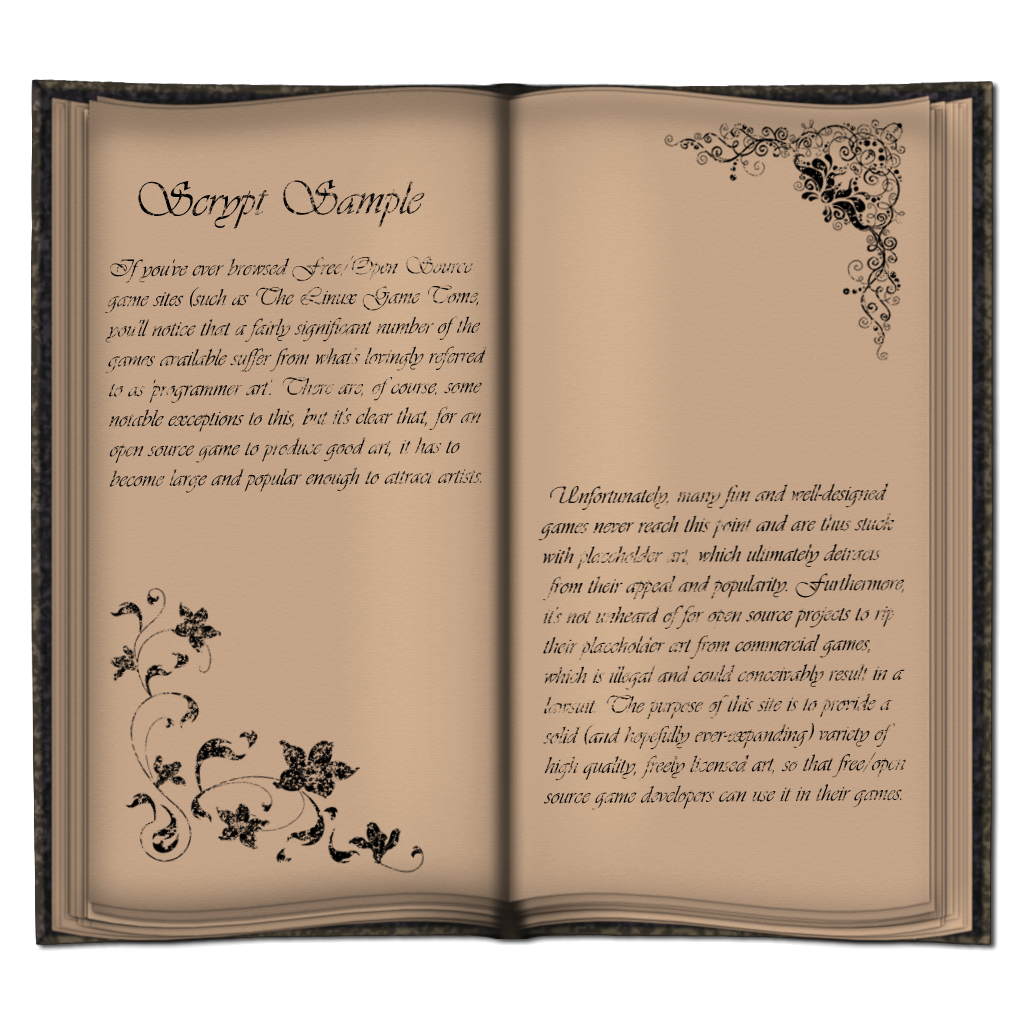 Scrypt Sample
If you've ever browsed Free/Open Source
game sites (such as The Linux Game Tome,
you'll notice that a fairly significant number of the
games available suffer from what's lovingly referred
to as 'programmer art'. There are, of course, some
notable exceptions to this, but it's clear that, for an
open source game to produce good art, it has to
become large and popular enough to attract artists.
Unfortunately, many fun and well-designed
games never reach this point and are thus stuck
with placeholder art, which ultimately detracts
from their appeal and popularity. Furthermore,
it's not unheard of for open source projects to rip
their placeholder art from commercial games,
which is illegal and could conceivably result in a
lawsuit. The purpose of this site is to provide a
solid (and hopefully ever-expanding) variety of
high quality, freely licensed art, so that free/open
source game developers can use it in their games.